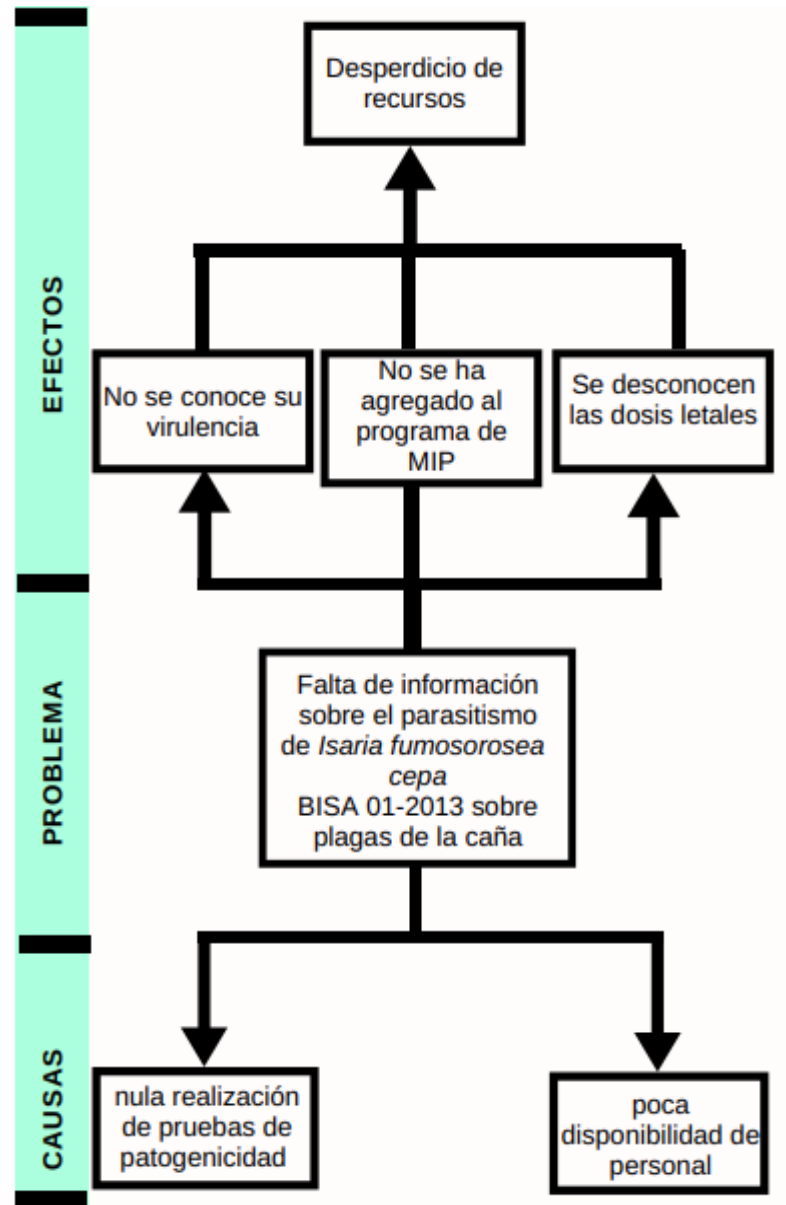 Desperdicio de
recursos
EFECTOS
No se conoce su
virulencia
No se ha
agregado al
programa de
MIP
Se desconocen
las dosis letales
PROBLEMA
Falta de información
sobre el parasitismo
de Isaria fumosorosea
cepa
BISA 01-2013 sobre
plagas de la caña
CAUSAS
nula realización
de pruebas de
patogenicidad
poca
disponibilidad de
personal